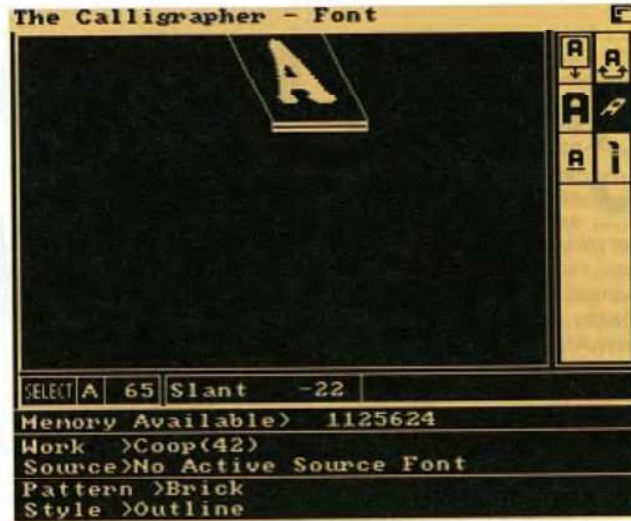 The Calligrapher - Font
A
A A
A A
A i
SELECT A 65 Slant -22
Memory Available> 1125624
Work >Coop(42)
Source>No Active Source Font
Pattern >Brick
Style >Outline